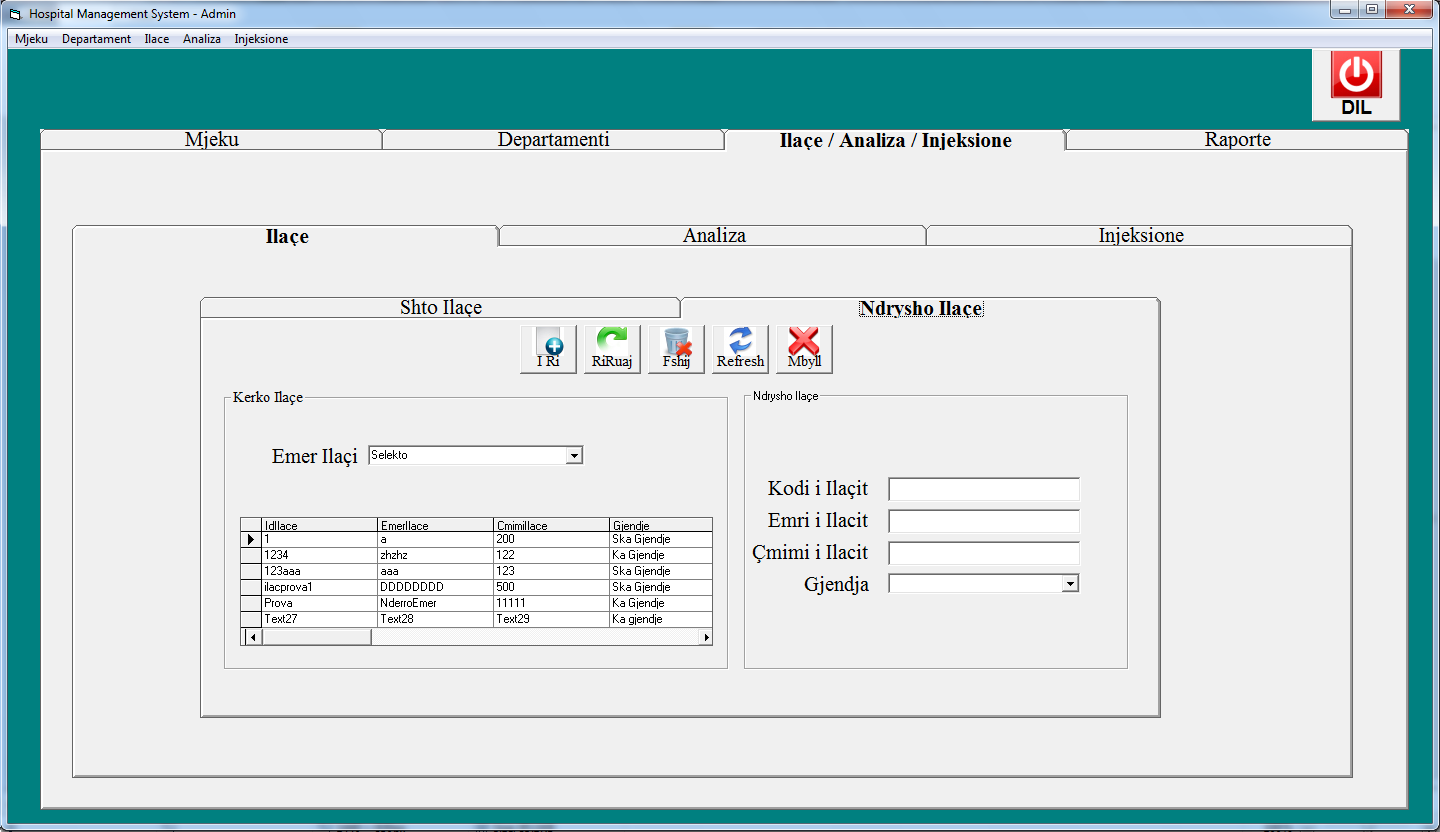 Hospital Management System - Admin
Mjeku Departament Ilace Analiza Injeksione
DIL
Mjeku Departamenti Ilaçe / Analiza / Injeksione Raporte
Ilaçe Analiza Injeksione
Shto Ilaçe Ndrysho Ilaçe
I Ri RiRuaj Fshij Refresh Mbyll
Kerko Ilaçe
Emer Ilaçi Selekto
IdIlace EmerIlace CmimiIlace Gjendje
1 a 200 Ska Gjendje
1234 zhzhz 122 Ka Gjendje
123aaa aaa 123 Ska Gjendje
ilacprova1 DDDDDDDD 500 Ska Gjendje
Prova NderroEmer 11111 Ka Gjendje
Text27 Text28 Text29 Ka gjendje
Ndrysho Ilaçe
Kodi i Ilaçit
Emri i Ilacit
Çmimi i Ilacit
Gjendja